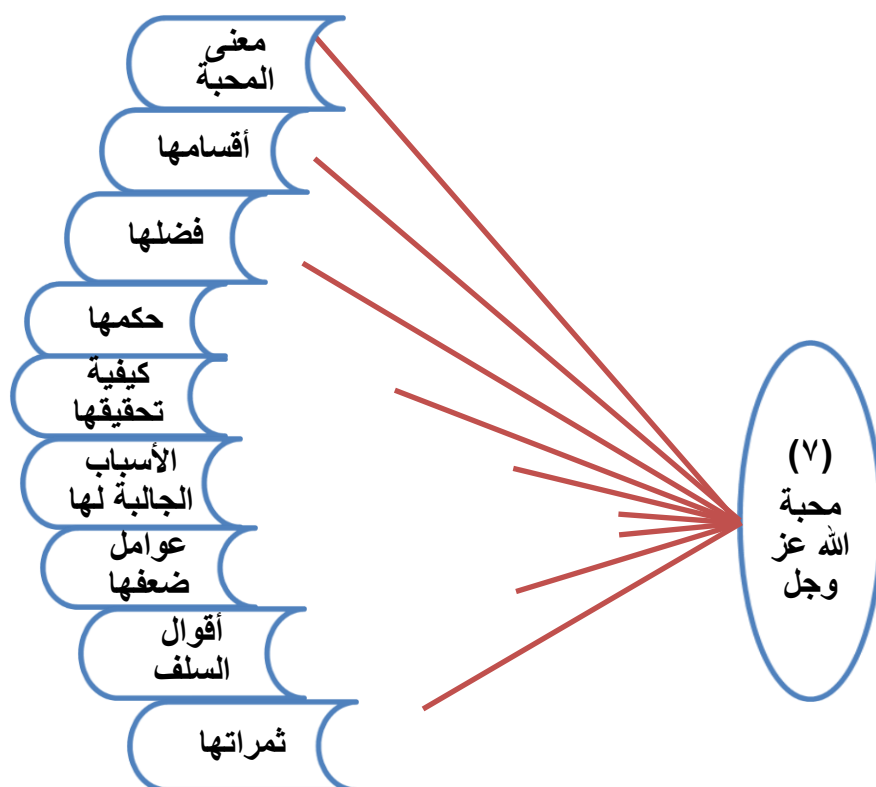 (٧)
محبة
الله عز
وجل
معنى
المحبة
أقسامها
فضلها
حكمها
كيفية
تحقيقها
الأسباب
الجالبة لها
عوامل
ضعفها
أقوال
السلف
ثمراتها